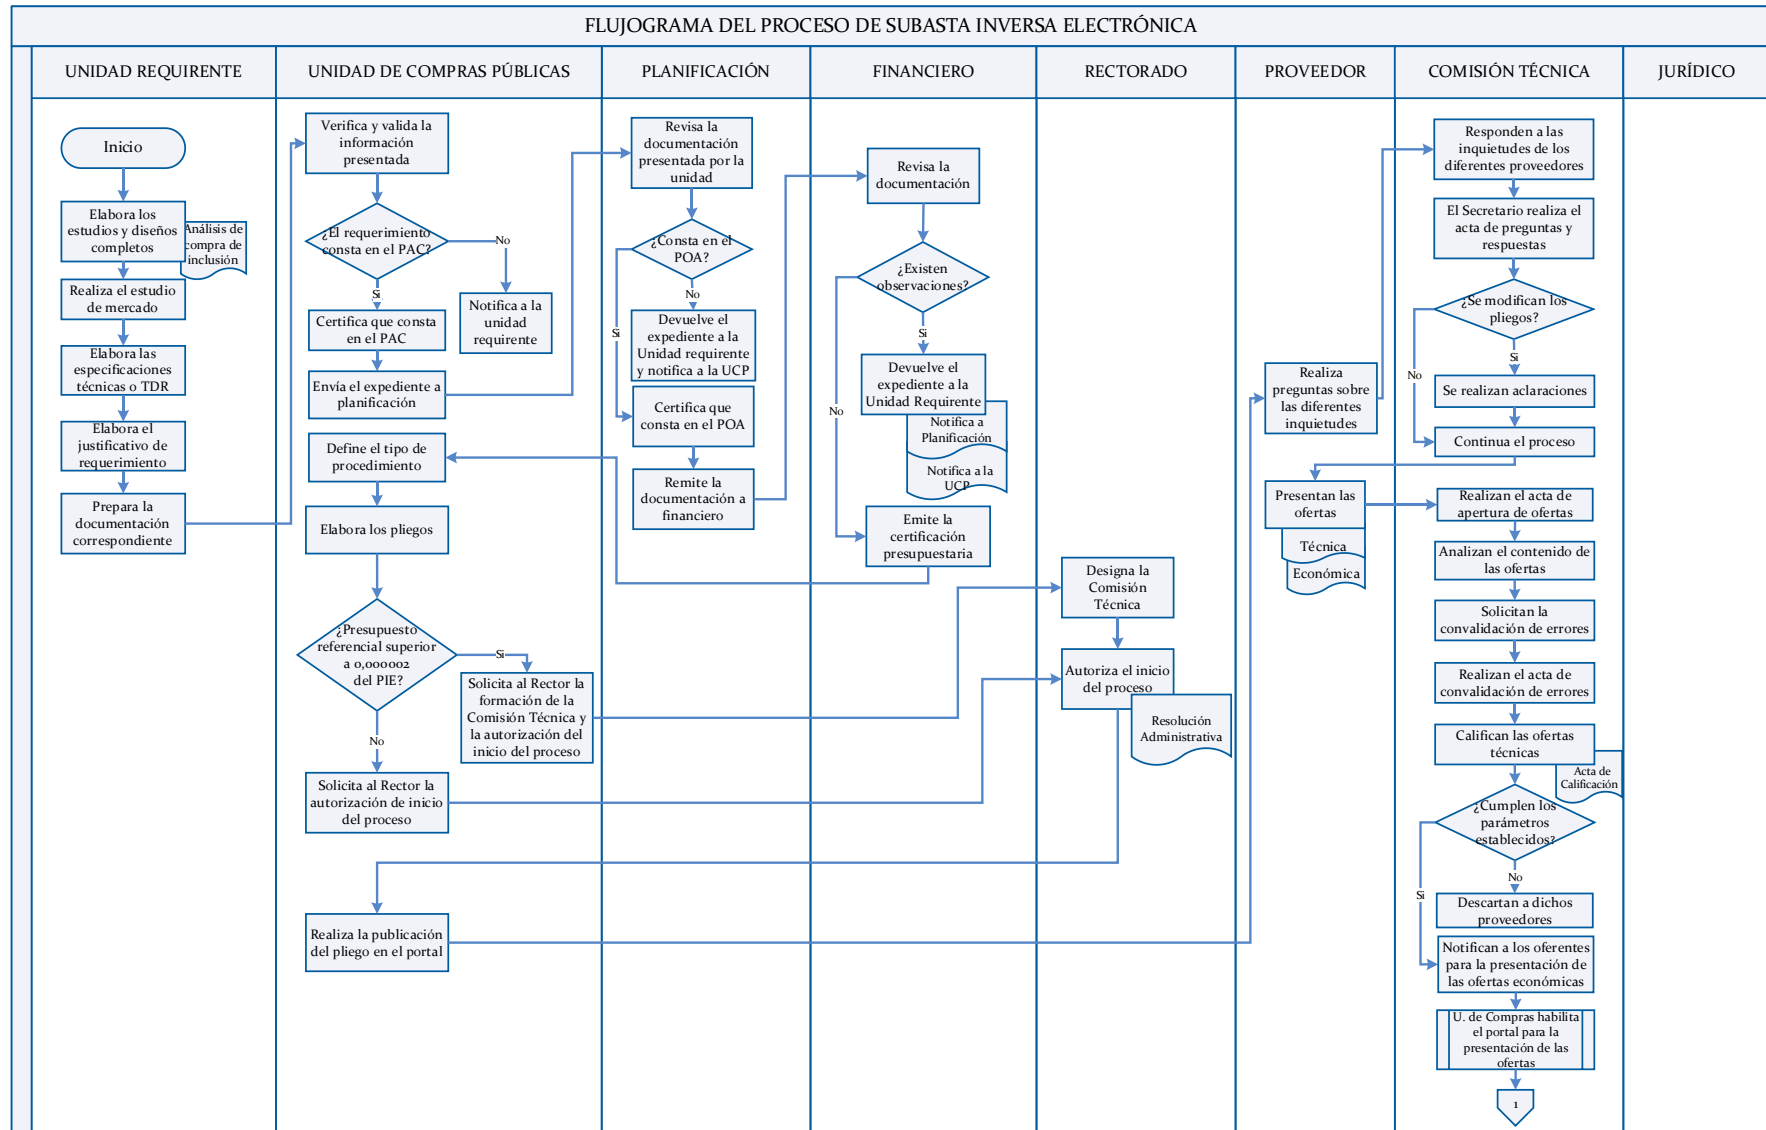 FLUJOGRAMA DEL PROCESO DE SUBASTA INVERSA ELECTRÓNICA
UNIDAD REQUIRENTE
UNIDAD DE COMPRAS PÚBLICAS
PLANIFICACIÓN
FINANCIERO
RECTORADO
PROVEEDOR
COMISIÓN TÉCNICA
JURÍDICO
Inicio
Elabora los
estudios y diseños
completos
Análisis de
compra de
inclusión
Realiza el estudio
de mercado
Elabora las
especificaciones
técnicas o TDR
Elabora el
justificativo de
requerimiento
Prepara la
documentación
correspondiente
Verifica y valida la
información
presentada
¿El requerimiento
consta en el PAC?
No
Si
Notifica a la
unidad
requirente
Certifica que consta
en el PAC
Envía el expediente a
planificación
Define el tipo de
procedimiento
Elabora los pliegos
¿Presupuesto
referencial superior
a 0,000002
del PIE?
Si
No
Solicita al Rector la
formación de la
Comisión Técnica y
la autorización del
inicio del proceso
Solicita al Rector la
autorización de inicio
del proceso
Realiza la publicación
del pliego en el portal
Revisa la
documentación
presentada por la
unidad
¿Consta en el
POA?
No
Si
Devuelve el
expediente a la
Unidad requirente
y notifica a la UCP
Certifica que
consta en el POA
Remite la
documentación a
financiero
Revisa la
documentación
¿Existen
observaciones?
Si
No
Devuelve el
expediente a la
Unidad Requirente
Notifica a
Planificación
Notifica a la
UCP
Emite la
certificación
presupuestaria
Designa la
Comisión
Técnica
Autoriza el inicio
del proceso
Resolución
Administrativa
Realiza
preguntas sobre
las diferentes
inquietudes
Presentan las
ofertas
Técnica
Económica
Responden a las
inquietudes de los
diferentes proveedores
El Secretario realiza el
acta de preguntas y
respuestas
¿Se modifican los
pliegos?
Si
No
Se realizan aclaraciones
Continua el proceso
Realizan el acta de
apertura de ofertas
Analizan el contenido de
las ofertas
Solicitan la
convalidación de errores
Realizan el acta de
convalidación de errores
Califican las ofertas
técnicas
Acta de
Calificación
¿Cumplen los
parámetros
establecidos?
No
Si
Descartan a dichos
proveedores
Notifican a los oferentes
para la presentación de
las ofertas económicas
U. de Compras habilita
el portal para la
presentación de las
ofertas
1